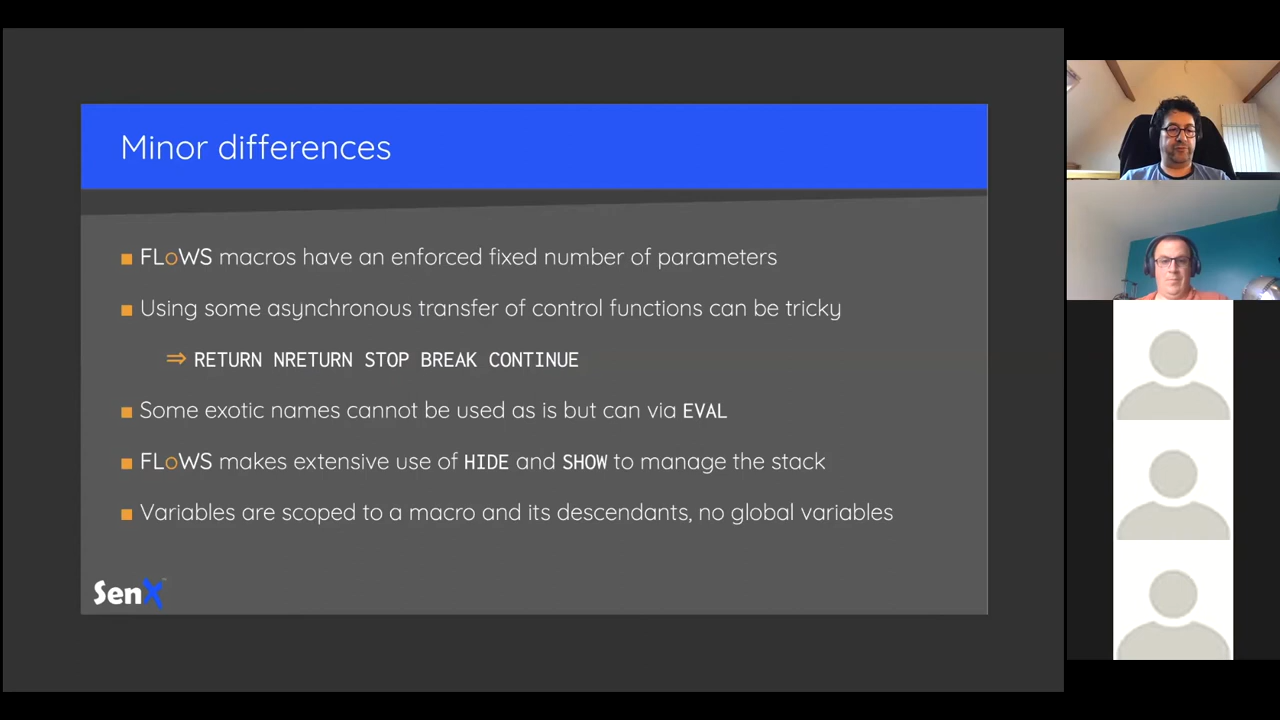 Minor differences
FLoWS macros have an enforced fixed number of parameters
Using some asynchronous transfer of control functions can be tricky
⇒ RETURN NRETURN STOP BREAK CONTINUE
Some exotic names cannot be used as is but can via EVAL
FLoWS makes extensive use of HIDE and SHOW to manage the stack
Variables are scoped to a macro and its descendants, no global variables
SenX